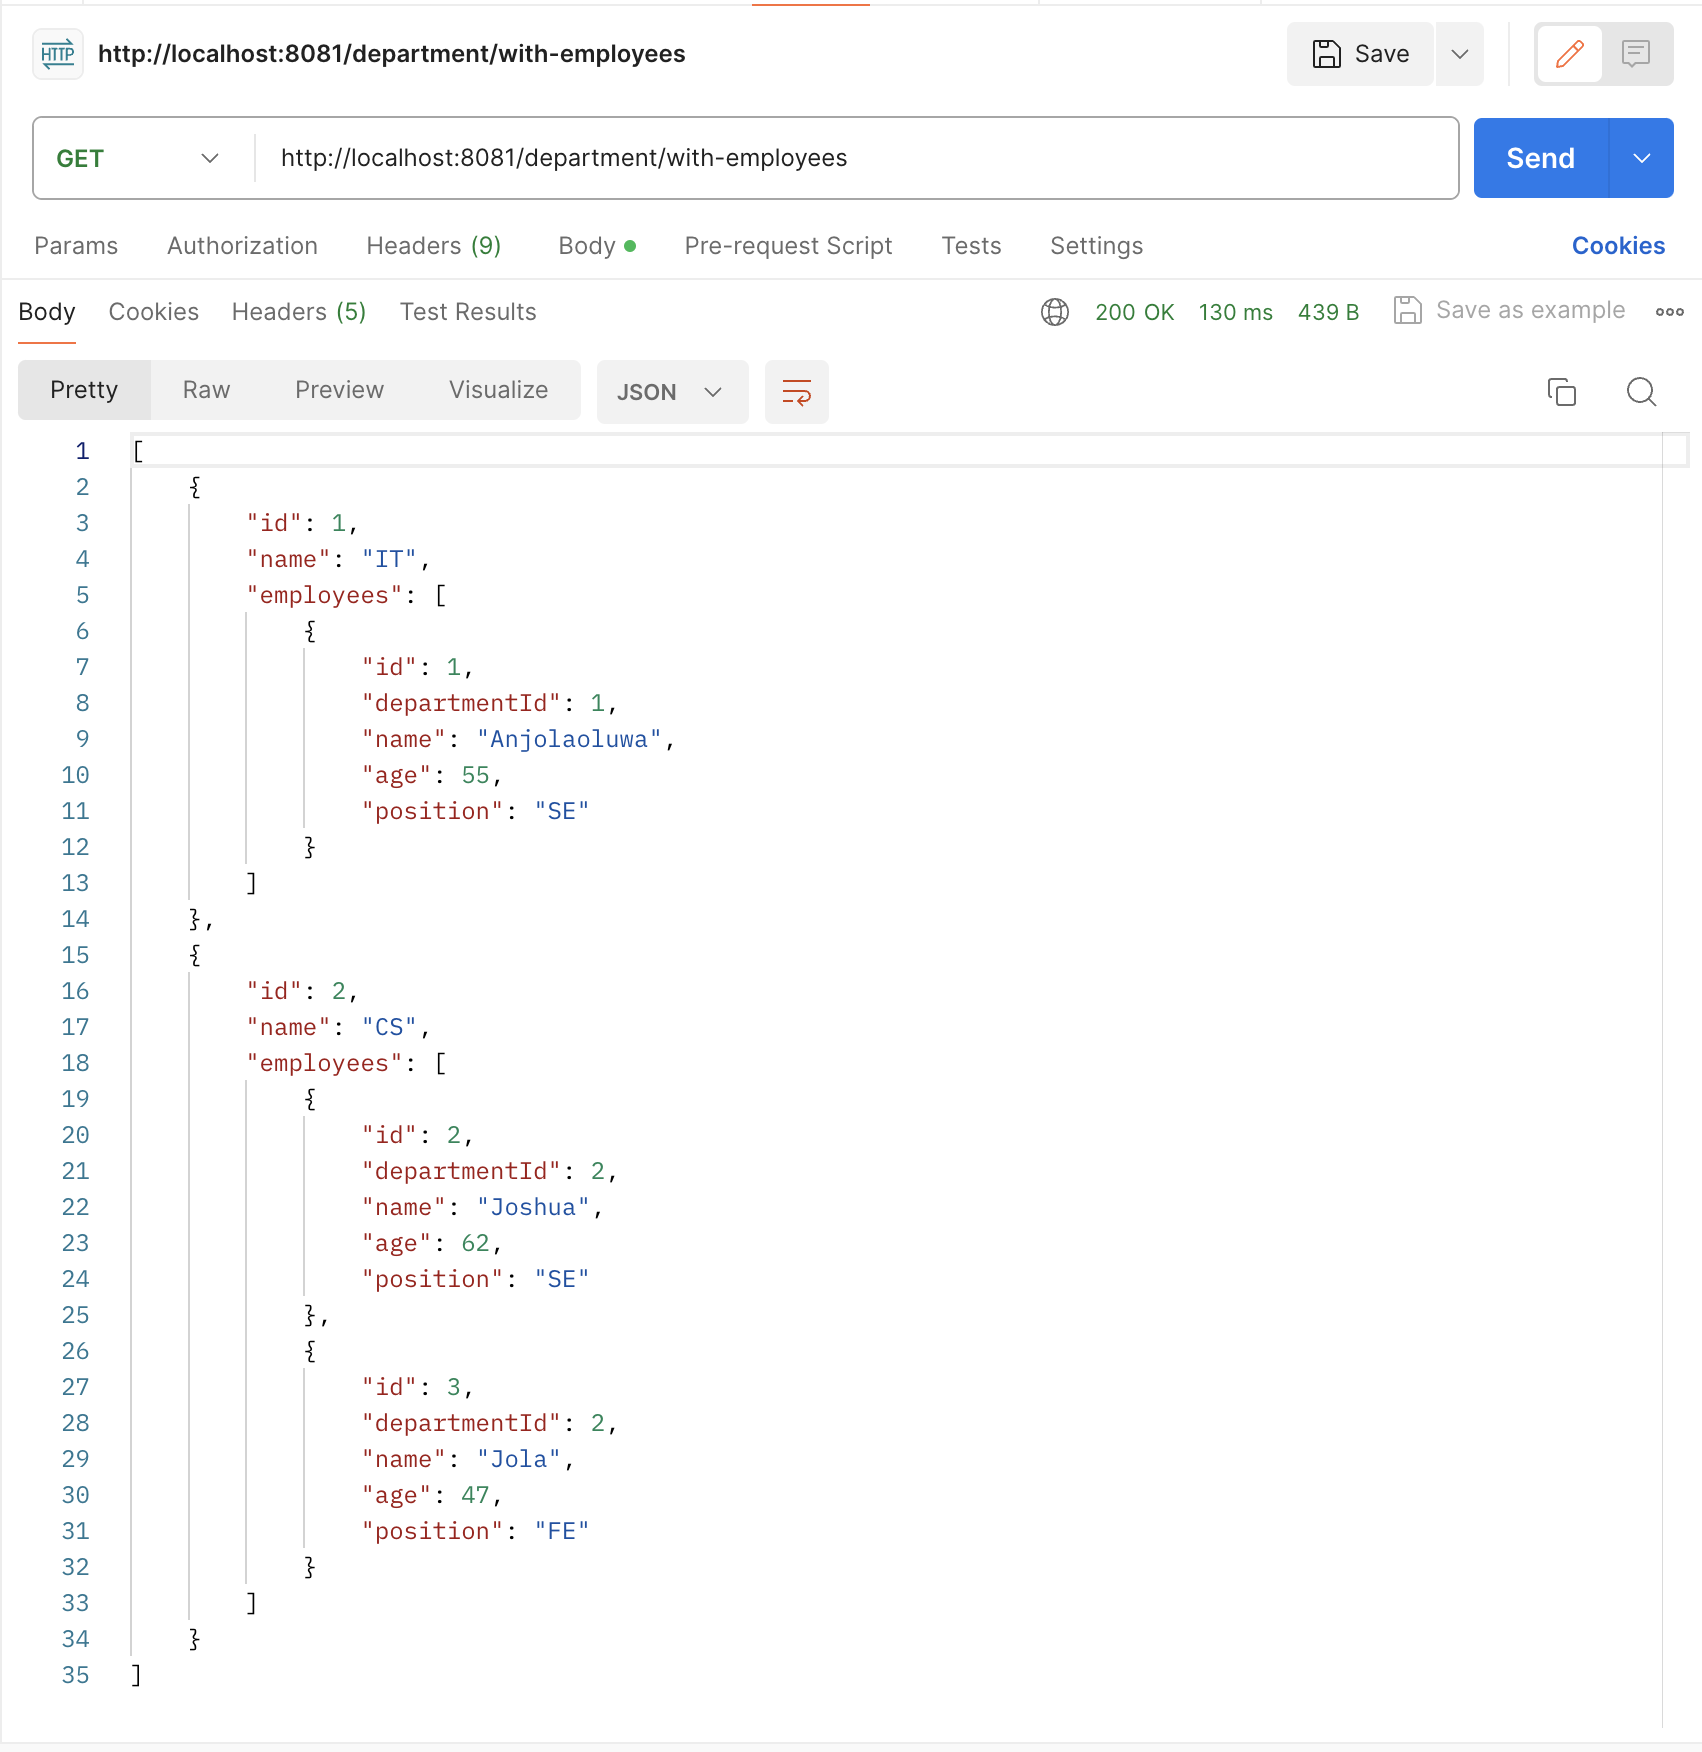 HTTP http://localhost:8081/department/with-employees Save
GET http://localhost:8081/department/with-employees Send
Params Authorization Headers (9) Body Pre-request Script Tests Settings Cookies
Body Cookies Headers (5) Test Results 200 OK 130 ms 439 B Save as example
Pretty Raw Preview Visualize JSON
1 [
2 {
3 "id": 1,
4 "name": "IT",
5 "employees": [
6 {
7 "id": 1,
8 "departmentId": 1,
9 "name": "Anjolaoluwa",
10 "age": 55,
11 "position": "SE"
12 }
13 ]
14 },
15 {
16 "id": 2,
17 "name": "CS",
18 "employees": [
19 {
20 "id": 2,
21 "departmentId": 2,
22 "name": "Joshua",
23 "age": 62,
24 "position": "SE"
25 },
26 {
27 "id": 3,
28 "departmentId": 2,
29 "name": "Jola",
30 "age": 47,
31 "position": "FE"
32 }
33 ]
34 }
35 ]